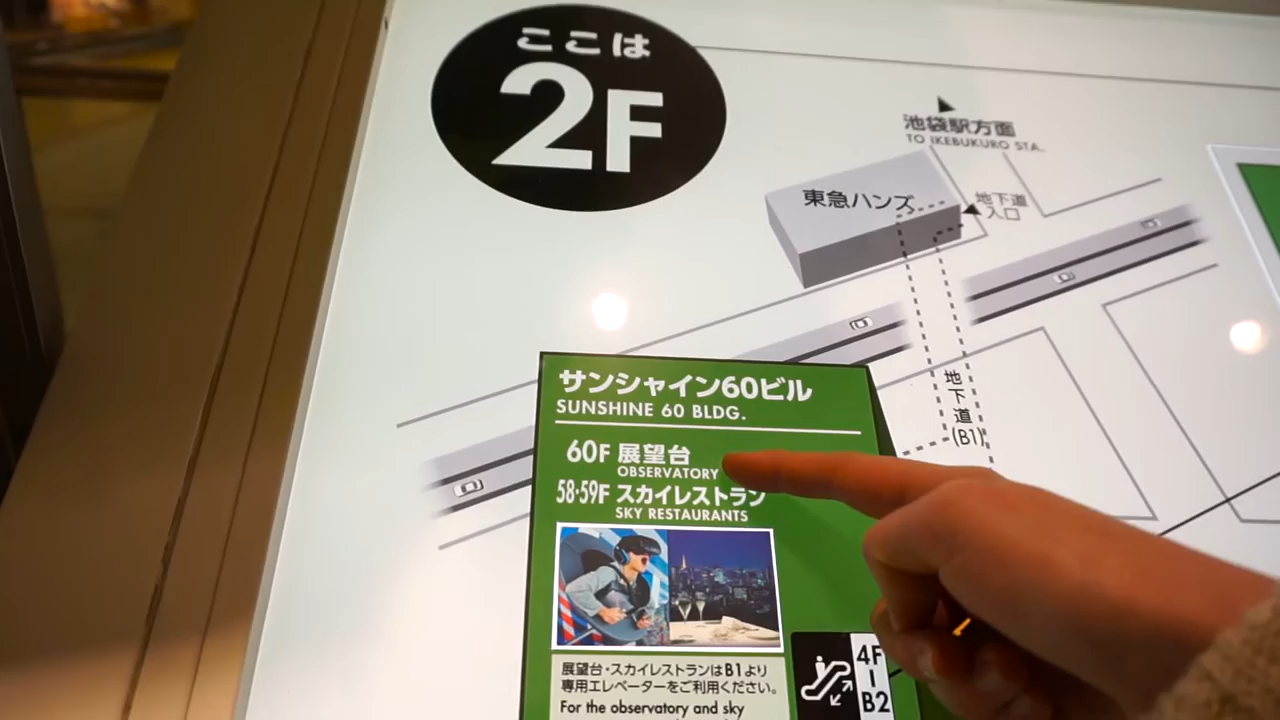 ここは
2F
池袋駅方面
TO IKEBUKURO STA.
東急ハンズ
地下道
入口
地下道
(B1)
サンシャイン60ビル
SUNSHINE 60 BLDG.
60F 展望台
OBSERVATORY
58·59F スカイレストラン
SKY RESTAURANTS
展望台・スカイレストランはB1より
専用エレベーターをご利用ください。
For the observatory and sky
4F
B2